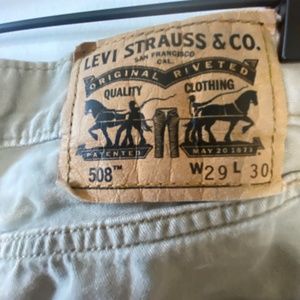 LEVI STRAUSS & CO.
SAN FRANCISCO
CAL.
ORIGINAL RIVETED
QUALITY CLOTHING
PATENTED MAY 20 1873
508™ W 29 L 30